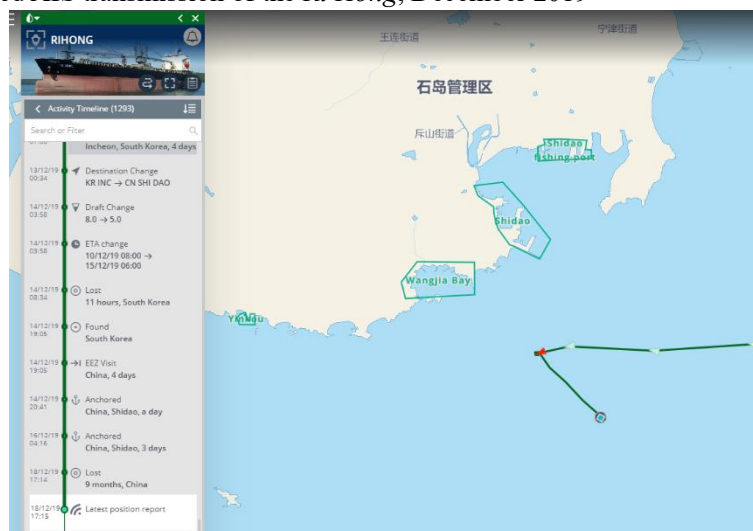 transmission of the
December 2019
RIHONG
王连街道
宁津街道
石岛管理区
斥山街道
Shidao
fishing port
Shidao
Wangjia Bay
Activity Timeline (1293)
Search or Filter
Incheon, South Korea, 4 days
13/12/19
00:34
Destination Change
KR INC → CN SHI DAO
14/12/19
03:58
Draft Change
8.0 → 5.0
14/12/19
03:58
ETA change
10/12/19 08:00 →
15/12/19 06:00
14/12/19
08:34
Lost
11 hours, South Korea
14/12/19
19:05
Found
South Korea
14/12/19
19:05
EEZ Visit
China, 4 days
14/12/19
20:41
Anchored
China, Shidao, a day
16/12/19
04:16
Anchored
China, Shidao, 3 days
18/12/19
17:14
Lost
9 months, China
18/12/19
17:15
Latest position report